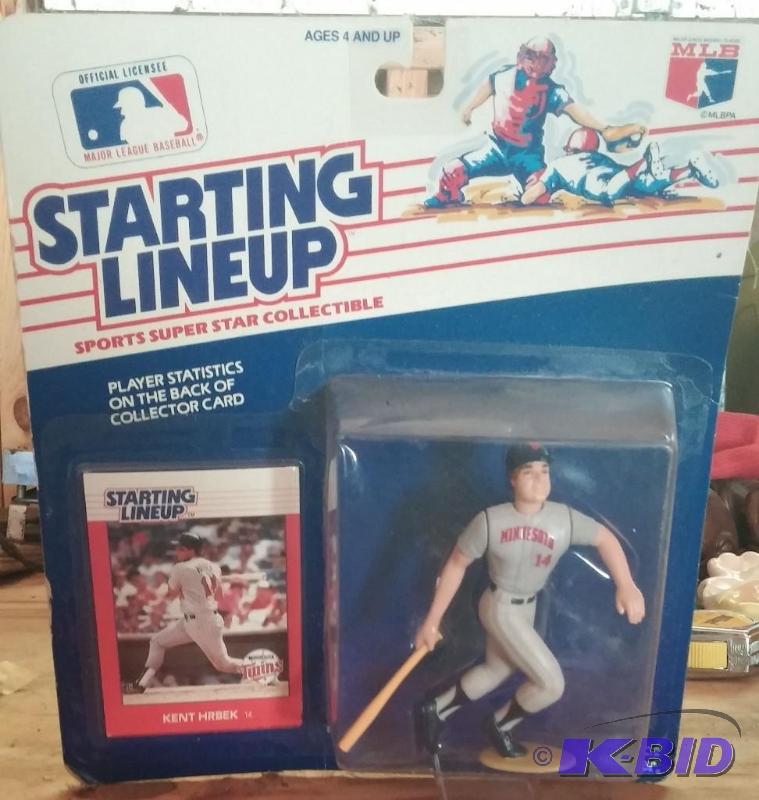 AGES 4 AND UP
OFFICIAL LICENSEE
MAJOR LEAGUE BASEBALL®
MLB
©MLBPA
STARTING
LINEUP
SPORTS SUPER STAR COLLECTIBLE
PLAYER STATISTICS
ON THE BACK OF
COLLECTOR CARD
STARTING
LINEUP™
Twins
KENT HRBEK 14
MINNESOTA
14
© K-BID